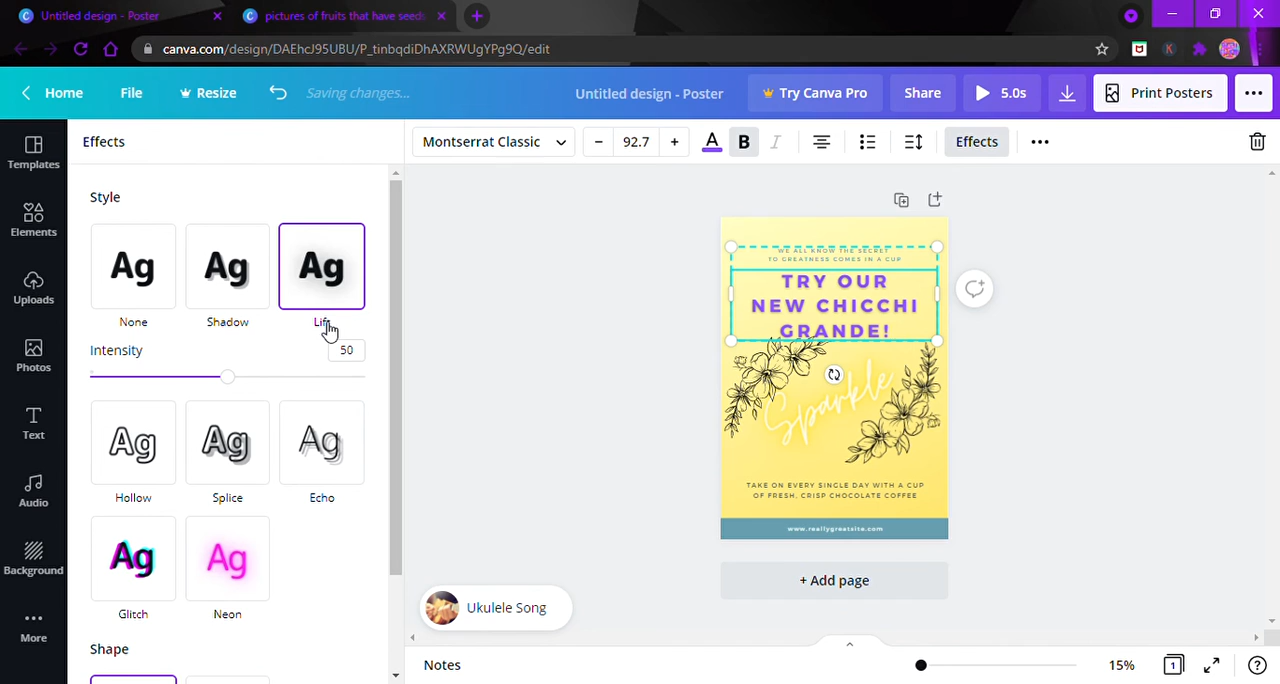 Untitled design - Poster
pictures of fruits that have seeds
canva.com/design/DAEhcJ95UBU/P_tinbqdiDhAXRWUgYPg9Q/edit
Home
File
Resize
Saving changes...
Untitled design - Poster
Try Canva Pro
Share
5.0s
Print Posters
Templates
Elements
Uploads
Photos
Text
Audio
Background
More
Effects
Style
Ag
Ag
Ag
None
Shadow
Lift
Intensity
50
Ag
Ag
Ag
Hollow
Splice
Echo
Ag
Ag
Glitch
Neon
Shape
Montserrat Classic
92.7
A
B
I
Effects
WE ALL KNOW THE SECRET
TO GREATNESS COMES IN A CUP
TRY OUR
NEW CHICCHI
GRANDE!
Sparkle
TAKE ON EVERY SINGLE DAY WITH A CUP
OF FRESH, CRISP CHOCOLATE COFFEE
www.reallygreatsite.com
+ Add page
Ukulele Song
Notes
15%
1